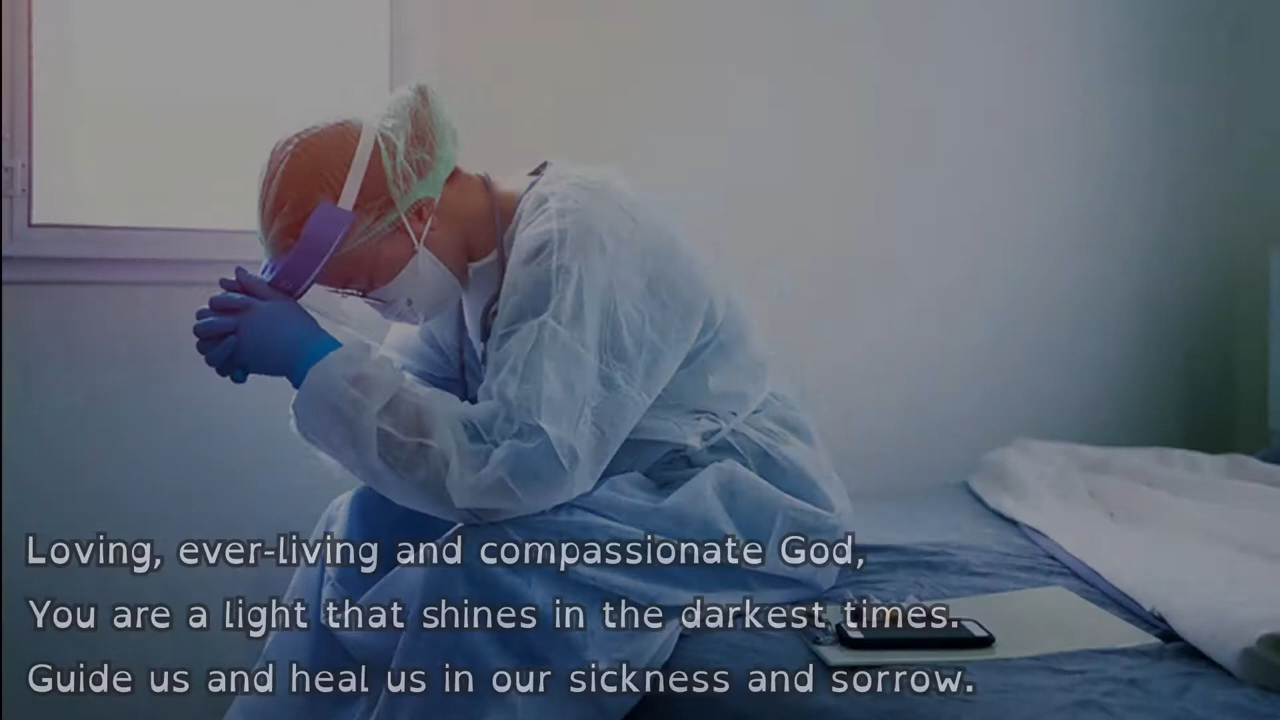 Loving, ever-living and compassionate God,
You are a light that shines in the darkest times.
Guide us and heal us in our sickness and sorrow.